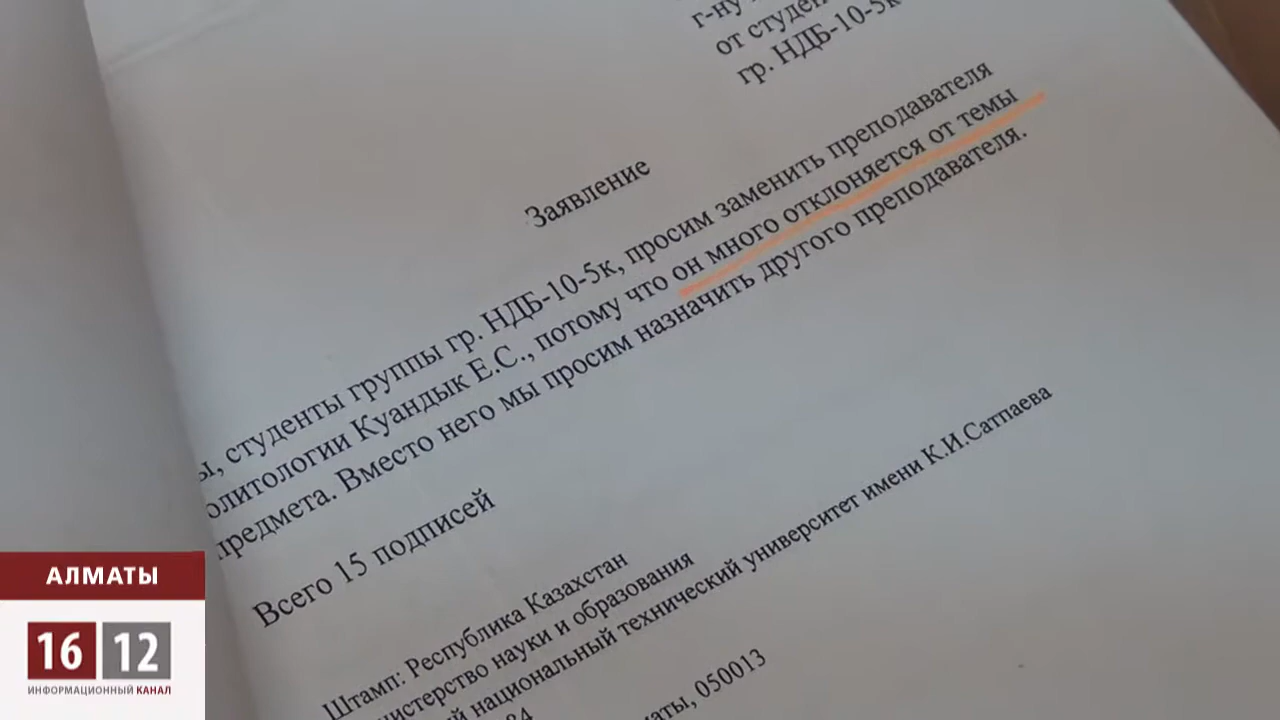 г-ну
от студен
гр. НДБ-10-5к
Заявление
ы, студенты группы гр. НДБ-10-5к, просим заменить преподавателя
олитологии Куандык Е.С., потому что он много отклоняется от темы
предмета. Вместо него мы просим назначить другого преподавателя.
Всего 15 подписей
Штамп: Республика Казахстан
нистерство науки и образования
й национальный технический университет имени К.И.Сатпаева
маты, 050013
АЛМАТЫ
16 12
ИНФОРМАЦИОННЫЙ КАНАЛ